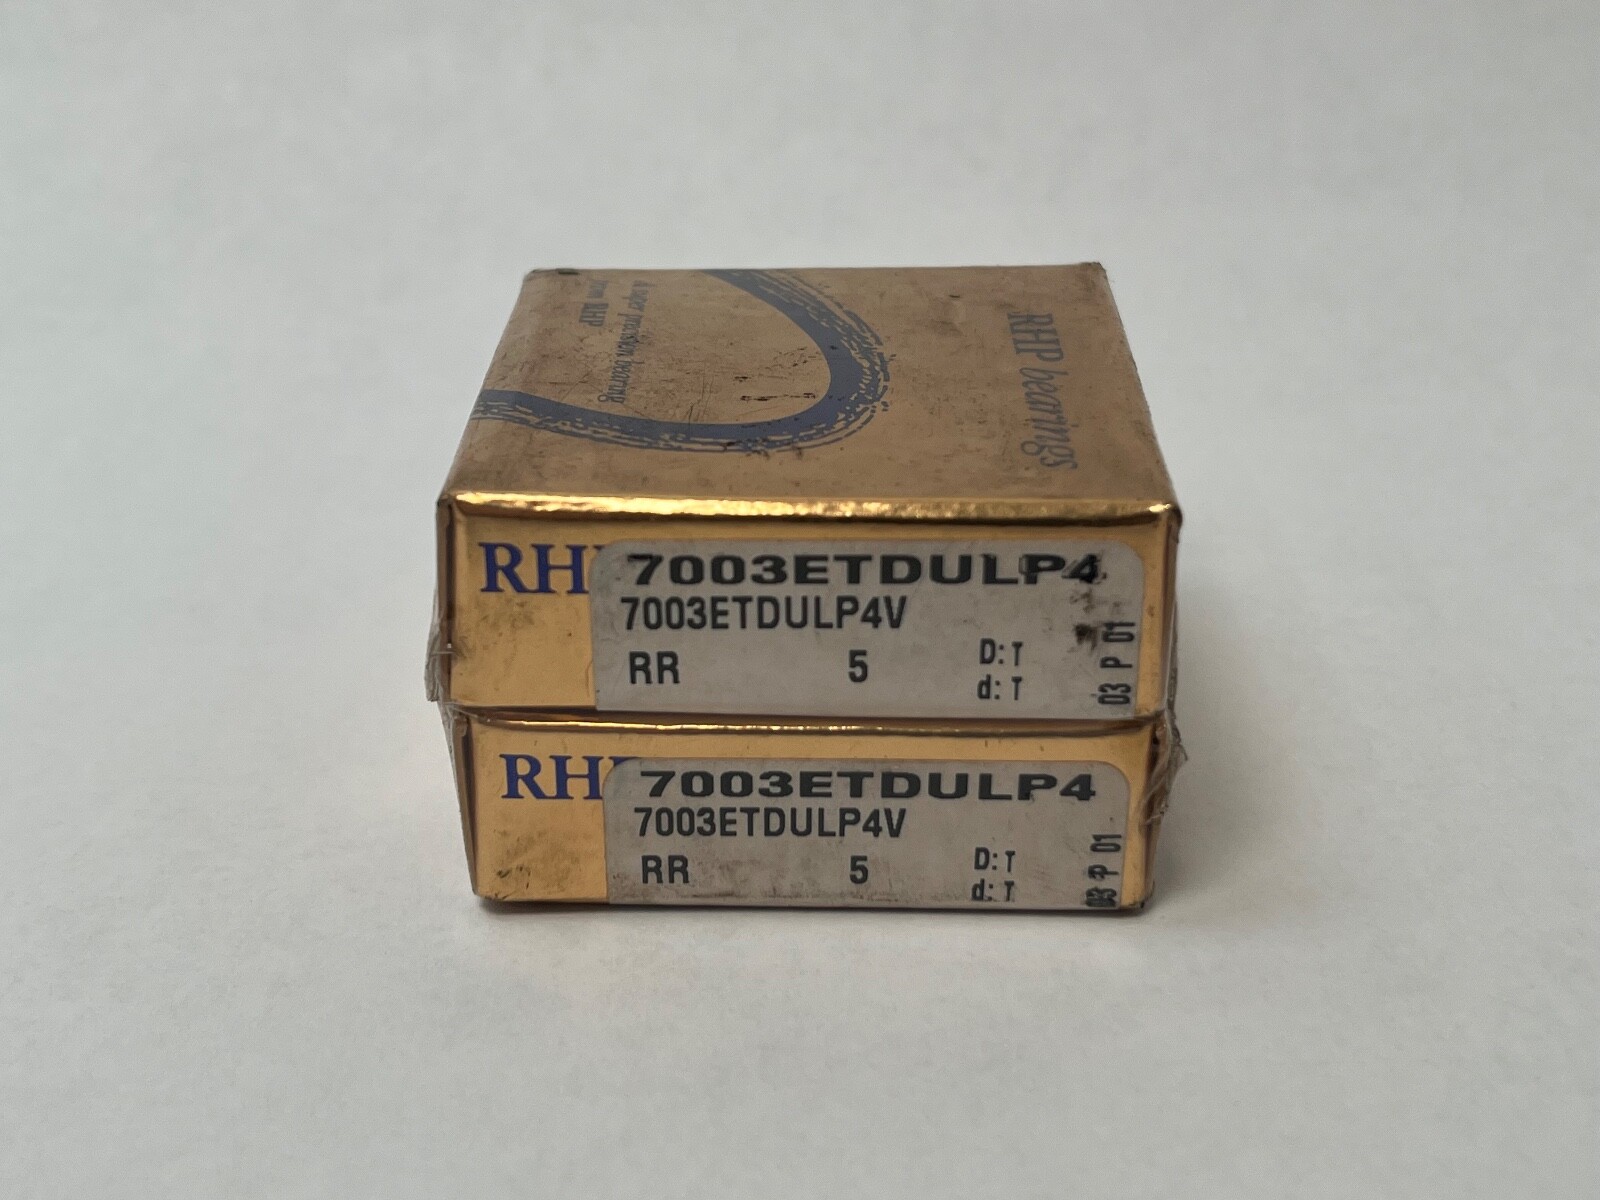 A super precision bearing
from RHP
RHP bearings
RHP
7003ETDULP4
7003ETDULP4V
RR 5 D: T
d: T
03 P 01
RHP
7003ETDULP4
7003ETDULP4V
RR 5 D: T
d: T
03 P 01